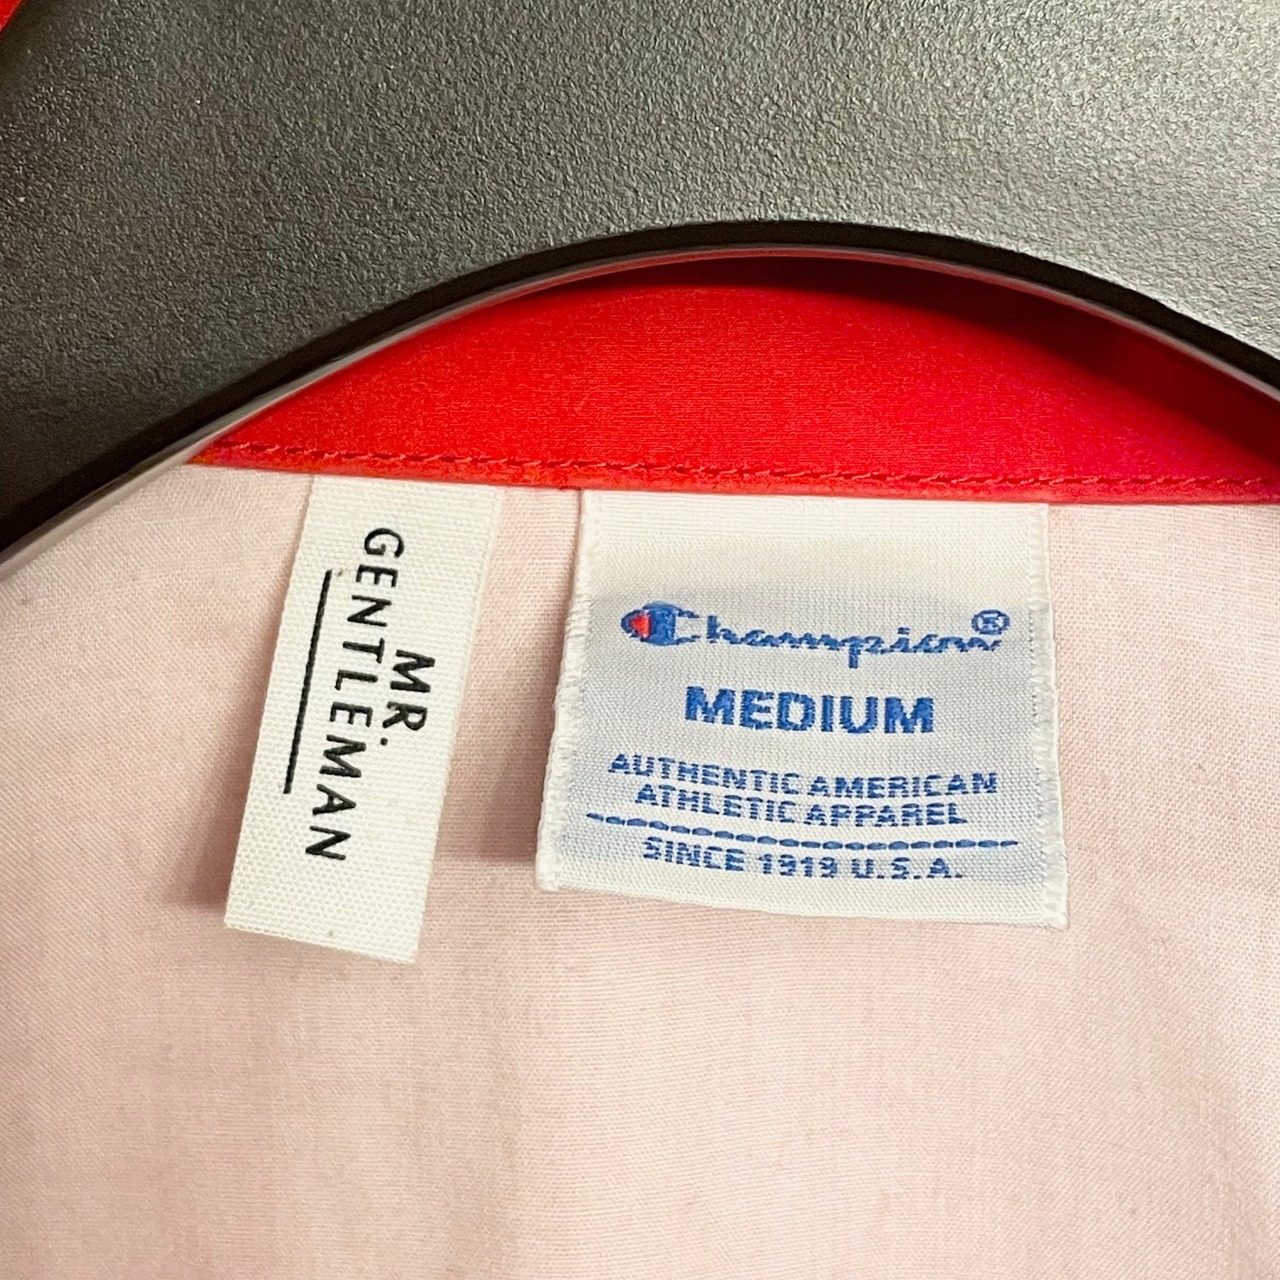 MR.
GENTLEMAN
Champion®
MEDIUM
AUTHENTIC AMERICAN
ATHLETIC APPAREL
SINCE 1919 U.S.A.